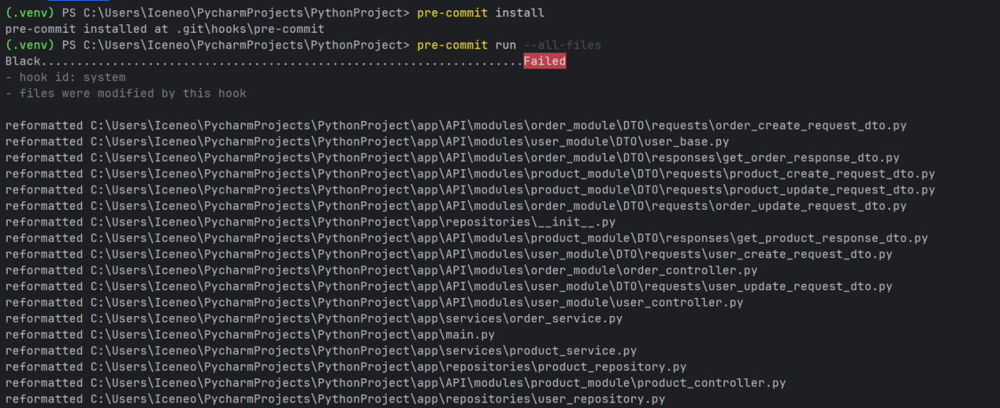 (.venv) PS C:\Users\Iceneo\PycharmProjects\PythonProject> pre-commit install
pre-commit installed at .git\hooks\pre-commit
(.venv) PS C:\Users\Iceneo\PycharmProjects\PythonProject> pre-commit run --all-files
Black....................................................................Failed
- hook id: system
- files were modified by this hook
reformatted C:\Users\Iceneo\PycharmProjects\PythonProject\app\API\modules\order_module\DTO\requests\order_create_request_dto.py
reformatted C:\Users\Iceneo\PycharmProjects\PythonProject\app\API\modules\user_module\DTO\user_base.py
reformatted C:\Users\Iceneo\PycharmProjects\PythonProject\app\API\modules\order_module\DTO\responses\get_order_response_dto.py
reformatted C:\Users\Iceneo\PycharmProjects\PythonProject\app\API\modules\product_module\DTO\requests\product_create_request_dto.py
reformatted C:\Users\Iceneo\PycharmProjects\PythonProject\app\API\modules\product_module\DTO\requests\product_update_request_dto.py
reformatted C:\Users\Iceneo\PycharmProjects\PythonProject\app\API\modules\order_module\DTO\requests\order_update_request_dto.py
reformatted C:\Users\Iceneo\PycharmProjects\PythonProject\app\repositories\__init__.py
reformatted C:\Users\Iceneo\PycharmProjects\PythonProject\app\API\modules\product_module\DTO\responses\get_product_response_dto.py
reformatted C:\Users\Iceneo\PycharmProjects\PythonProject\app\API\modules\user_module\DTO\requests\user_create_request_dto.py
reformatted C:\Users\Iceneo\PycharmProjects\PythonProject\app\API\modules\order_module\order_controller.py
reformatted C:\Users\Iceneo\PycharmProjects\PythonProject\app\API\modules\user_module\DTO\requests\user_update_request_dto.py
reformatted C:\Users\Iceneo\PycharmProjects\PythonProject\app\API\modules\user_module\user_controller.py
reformatted C:\Users\Iceneo\PycharmProjects\PythonProject\app\services\order_service.py
reformatted C:\Users\Iceneo\PycharmProjects\PythonProject\app\main.py
reformatted C:\Users\Iceneo\PycharmProjects\PythonProject\app\services\product_service.py
reformatted C:\Users\Iceneo\PycharmProjects\PythonProject\app\repositories\product_repository.py
reformatted C:\Users\Iceneo\PycharmProjects\PythonProject\app\API\modules\product_module\product_controller.py
reformatted C:\Users\Iceneo\PycharmProjects\PythonProject\app\repositories\user_repository.py